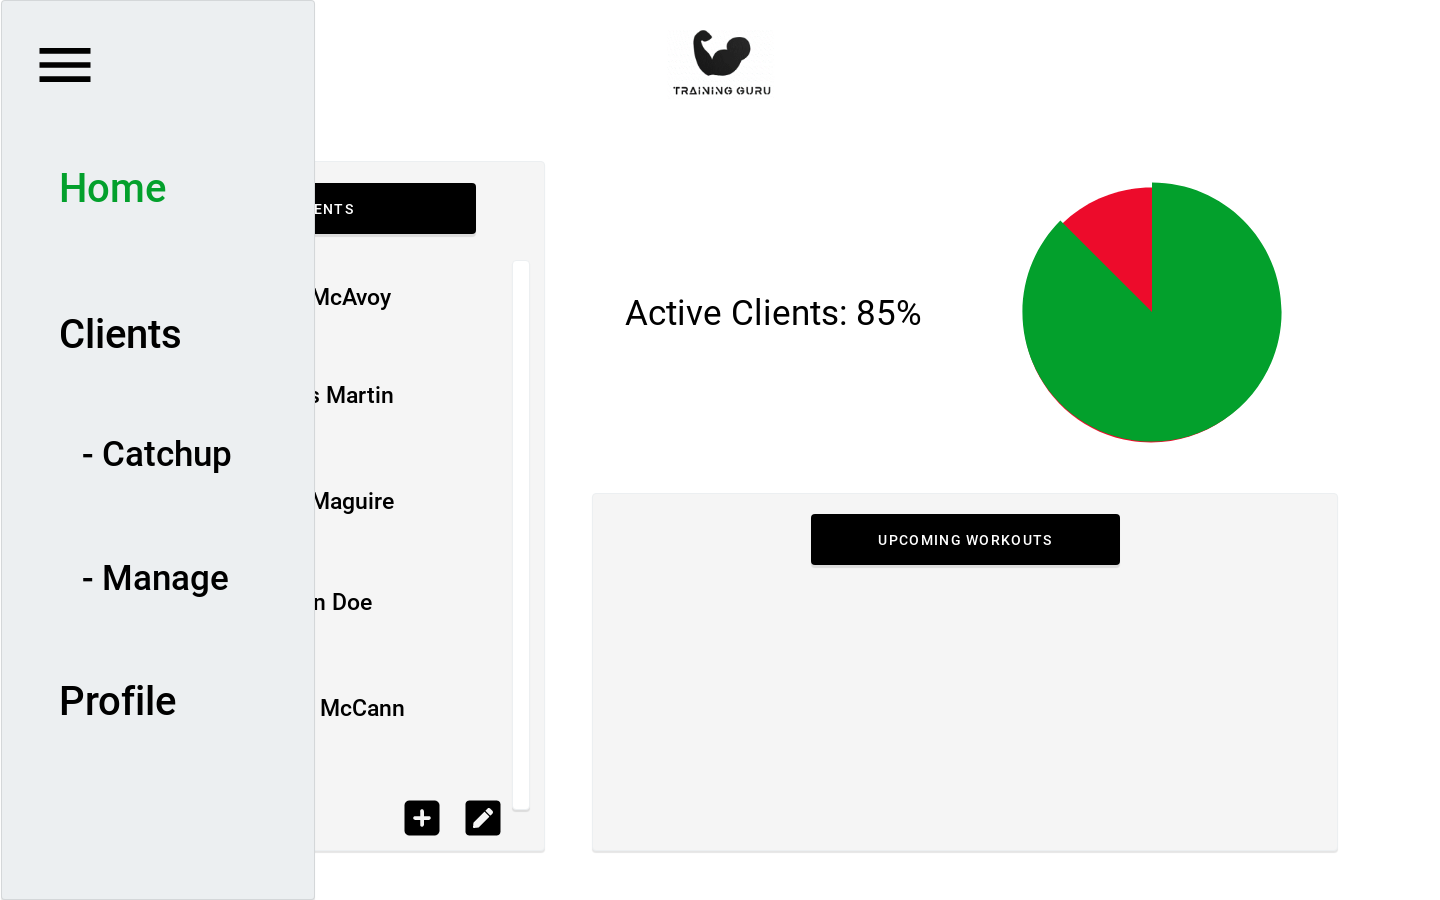 TRAINING GURU
Home
Clients
- Catchup
- Manage
Profile
ENTS
McAvoy
s Martin
Maguire
n Doe
McCann
Active Clients: 85%
UPCOMING WORKOUTS